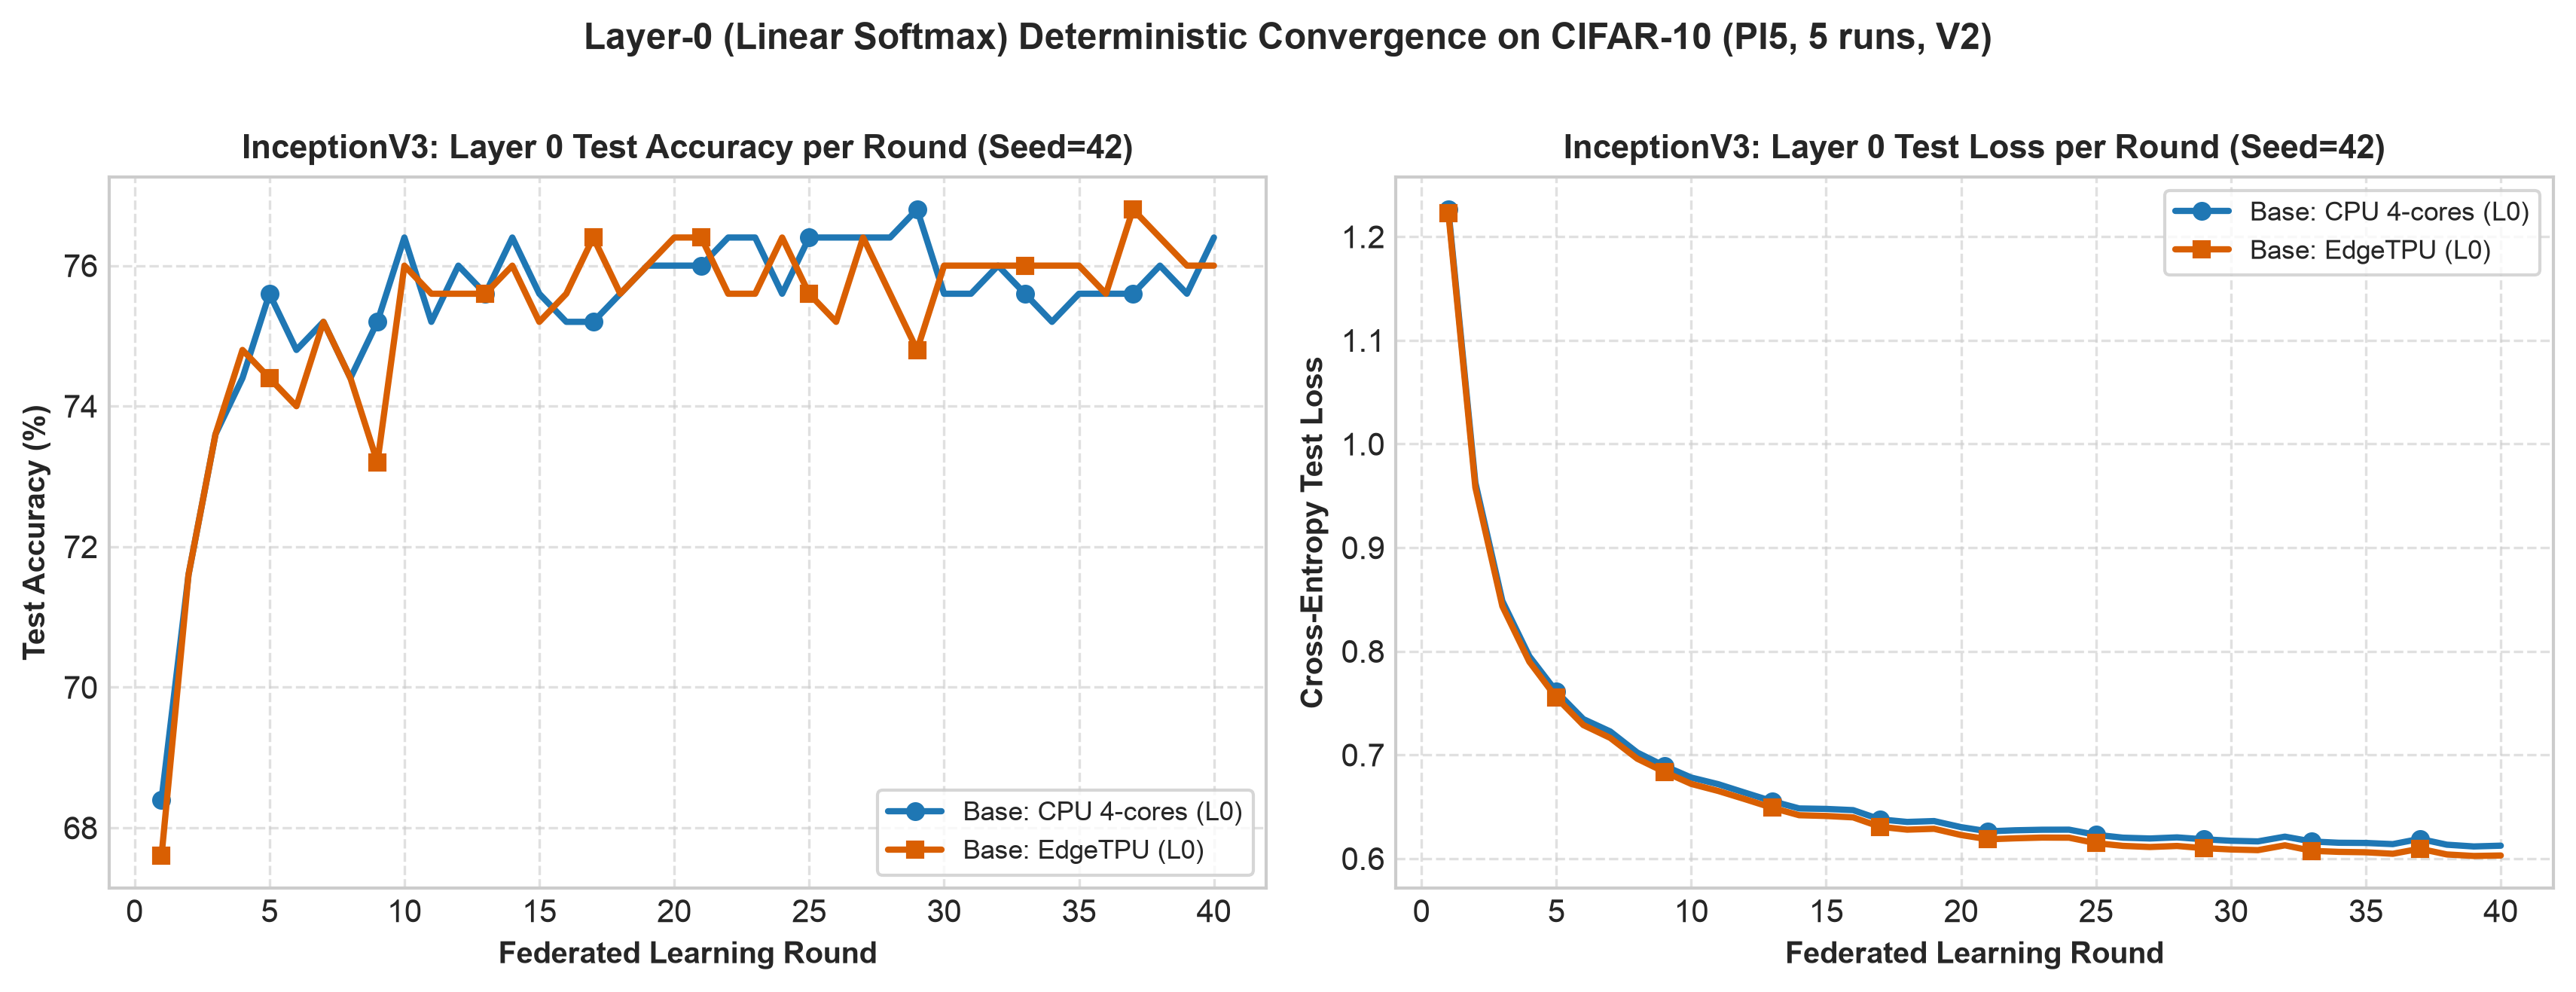 Layer-0 (Linear Softmax) Deterministic Convergence on CIFAR-10 (PI5, 5 runs, V2)
InceptionV3: Layer 0 Test Accuracy per Round (Seed=42)
Test Accuracy (%)
76
74
72
70
68
0 5 10 15 20 25 30 35 40
Federated Learning Round
Base: CPU 4-cores (L0)
Base: EdgeTPU (L0)
InceptionV3: Layer 0 Test Loss per Round (Seed=42)
Cross-Entropy Test Loss
1.2
1.1
1.0
0.9
0.8
0.7
0.6
0 5 10 15 20 25 30 35 40
Federated Learning Round
Base: CPU 4-cores (L0)
Base: EdgeTPU (L0)